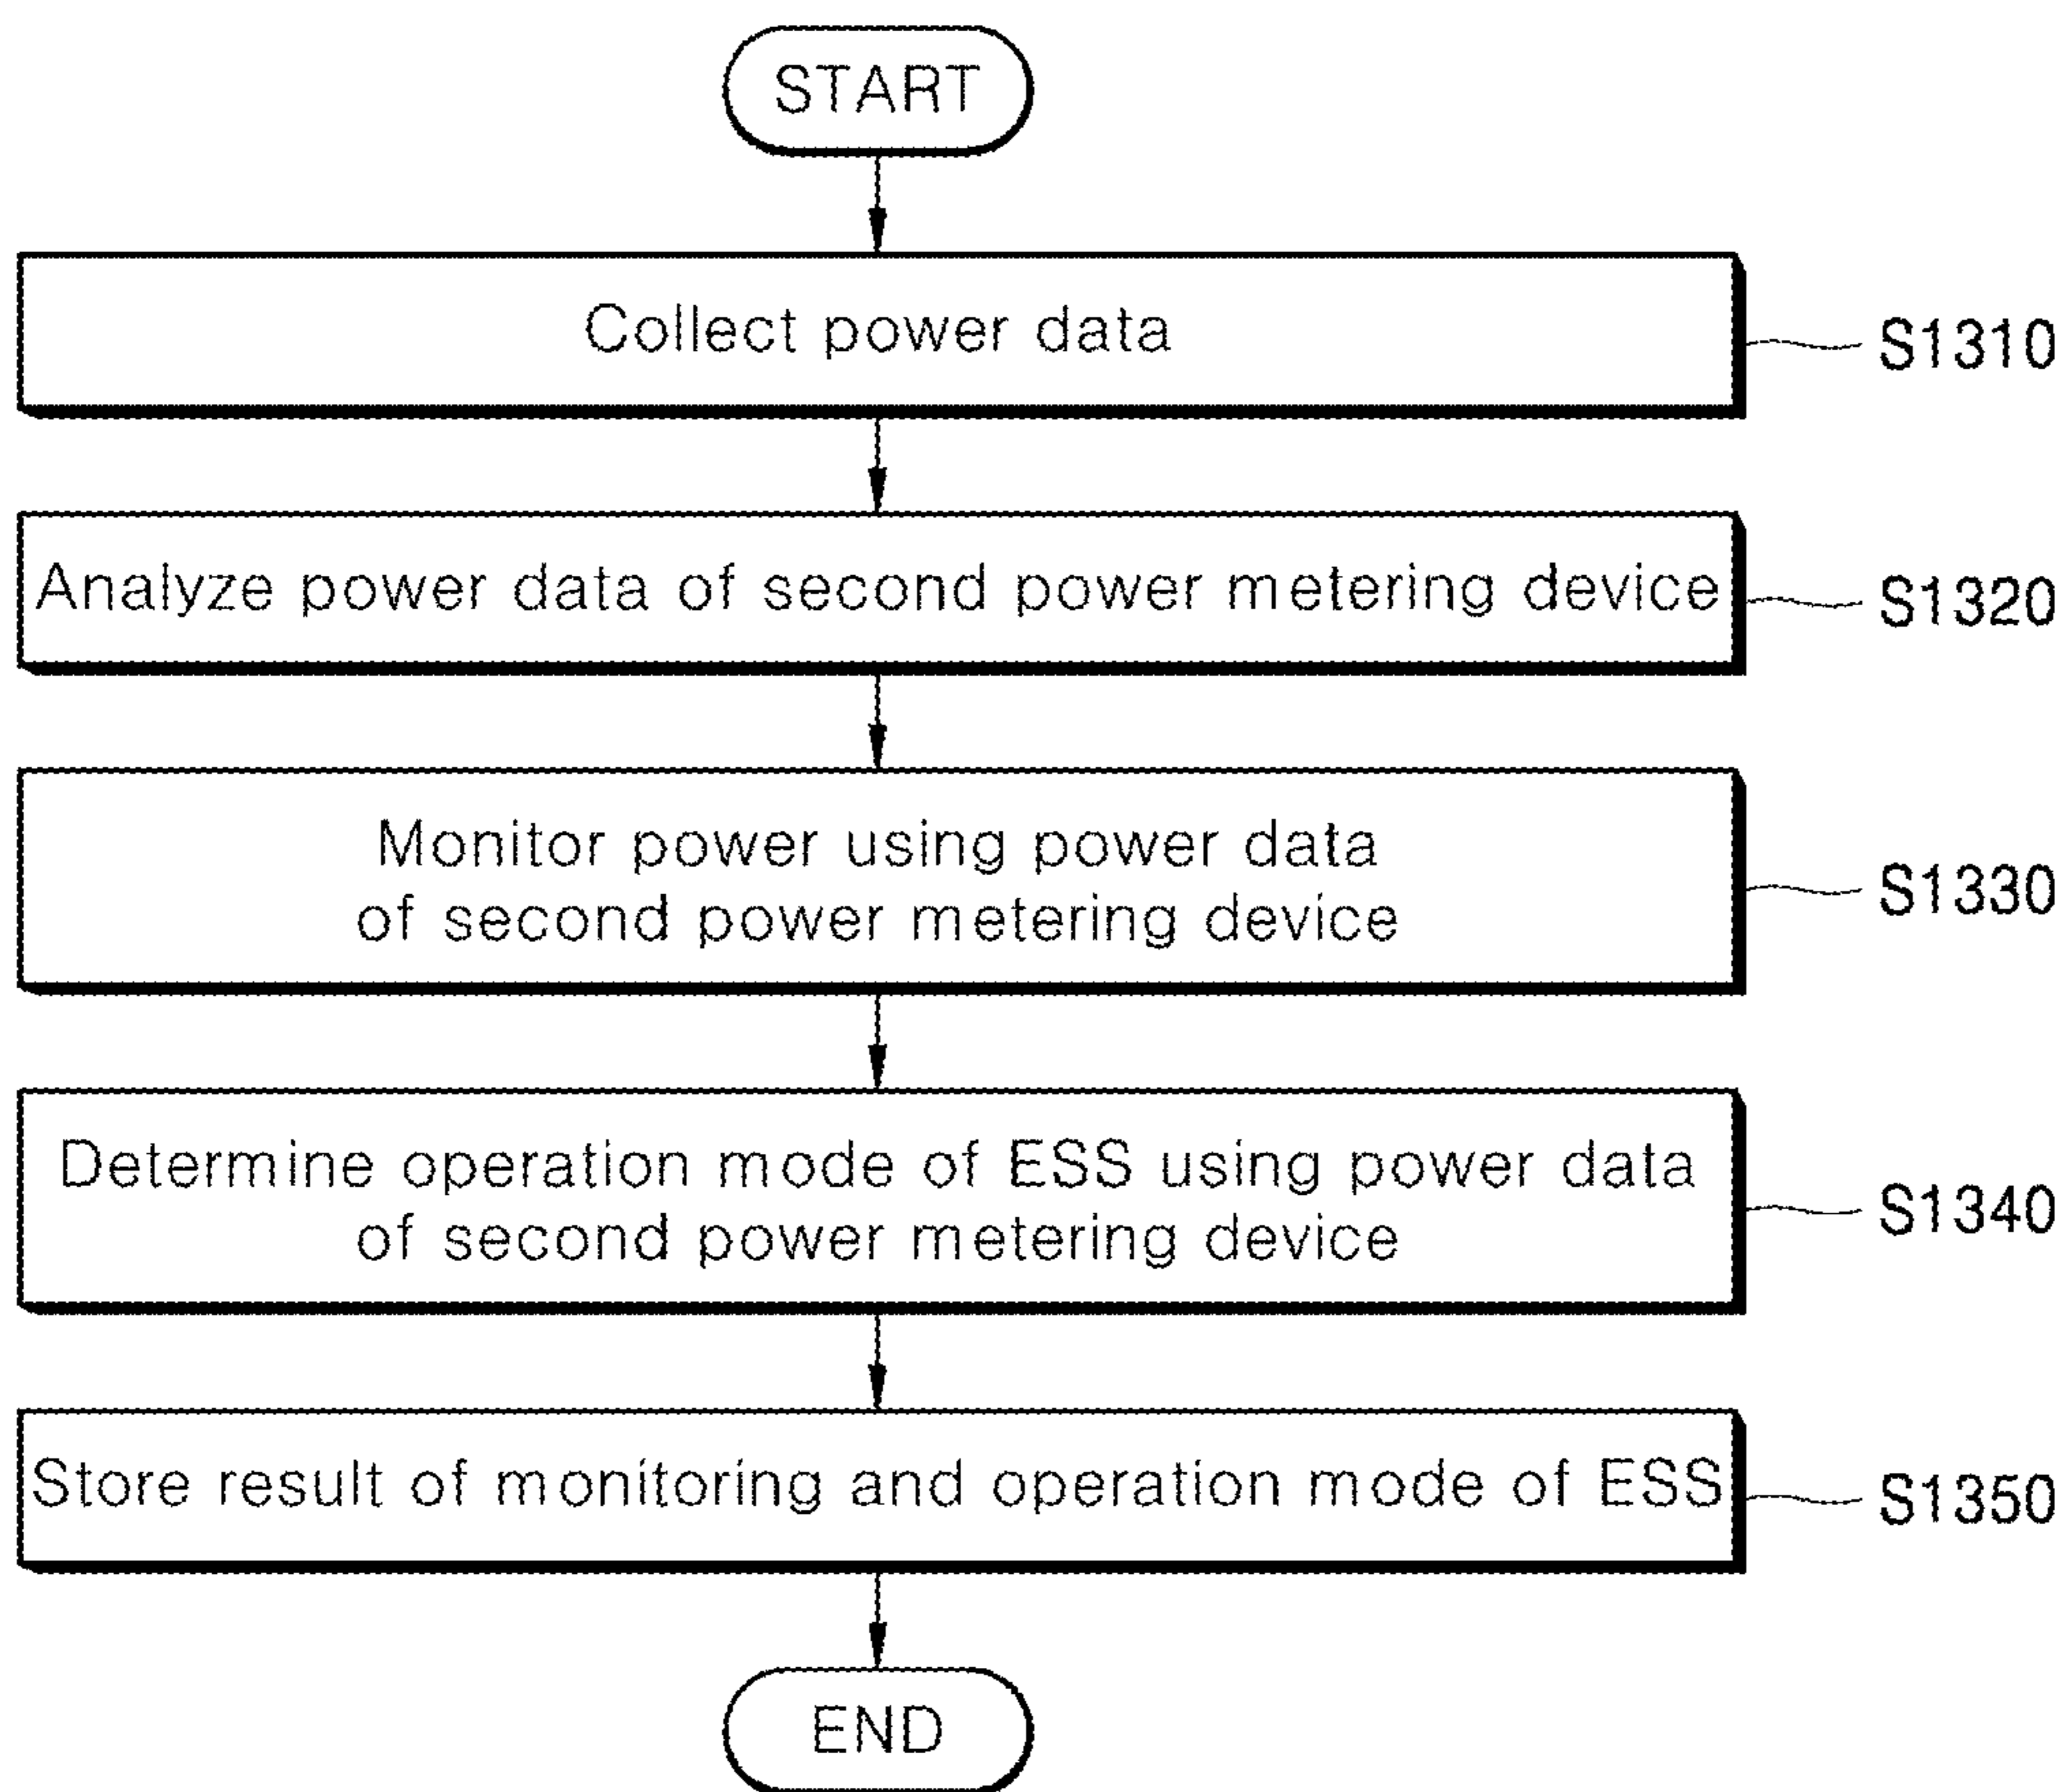 START
Collect power data
S1310
Analyze power data of second power metering device
S1320
Monitor power using power data
of second power metering device
S1330
Determine operation mode of ESS using power data
of second power metering device
S1340
Store result of monitoring and operation mode of ESS
S1350
END